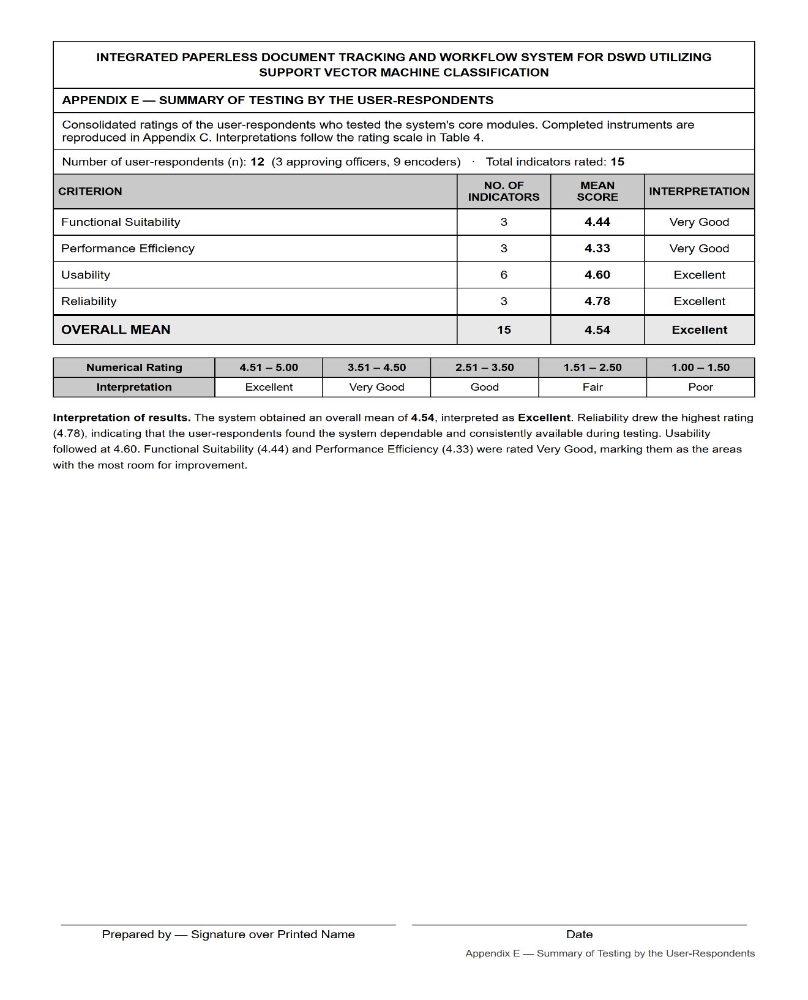 INTEGRATED PAPERLESS DOCUMENT TRACKING AND WORKFLOW SYSTEM FOR DSWD UTILIZING
SUPPORT VECTOR MACHINE CLASSIFICATION
APPENDIX E — SUMMARY OF TESTING BY THE USER-RESPONDENTS
Consolidated ratings of the user-respondents who tested the system's core modules. Completed instruments are
reproduced in Appendix C. Interpretations follow the rating scale in Table 4.
Number of user-respondents (n): 12 (3 approving officers, 9 encoders) · Total indicators rated: 15
CRITERION NO. OF INDICATORS MEAN SCORE INTERPRETATION
Functional Suitability 3 4.44 Very Good
Performance Efficiency 3 4.33 Very Good
Usability 6 4.60 Excellent
Reliability 3 4.78 Excellent
OVERALL MEAN 15 4.54 Excellent
Numerical Rating 4.51 – 5.00 3.51 – 4.50 2.51 – 3.50 1.51 – 2.50 1.00 – 1.50
Interpretation Excellent Very Good Good Fair Poor
Interpretation of results. The system obtained an overall mean of 4.54, interpreted as Excellent. Reliability drew the highest rating
(4.78), indicating that the user-respondents found the system dependable and consistently available during testing. Usability
followed at 4.60. Functional Suitability (4.44) and Performance Efficiency (4.33) were rated Very Good, marking them as the areas
with the most room for improvement.
Prepared by — Signature over Printed Name Date
Appendix E — Summary of Testing by the User-Respondents